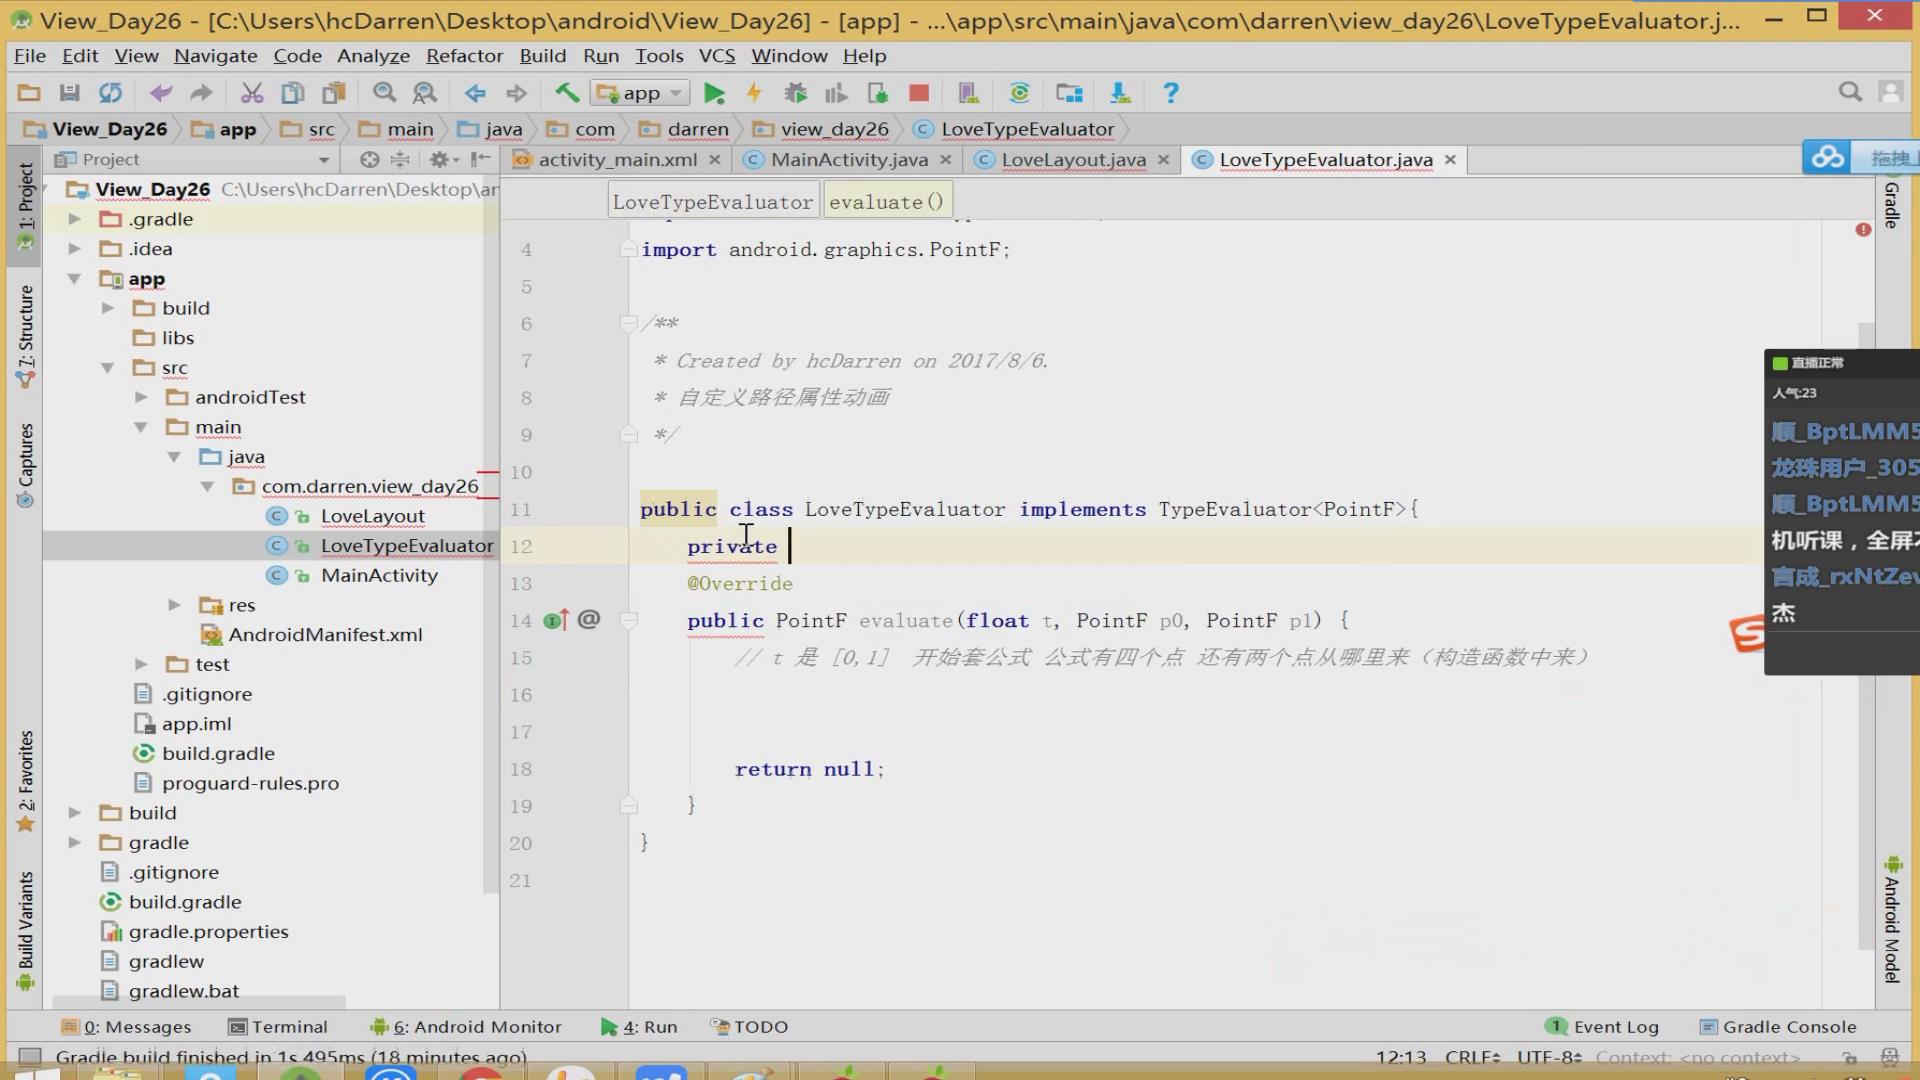 View_Day26 - [C:\Users\hcDarren\Desktop\android\View_Day26] - [app] - ...\app\src\main\java\com\darren\view_day26\LoveTypeEvaluator.j...
File Edit View Navigate Code Analyze Refactor Build Run Tools VCS Window Help
app
View_Day26 app src main java com darren view_day26 LoveTypeEvaluator
Project
activity_main.xml MainActivity.java LoveLayout.java LoveTypeEvaluator.java
拖拽上
LoveTypeEvaluator evaluate()
1: Project
7: Structure
Captures
2: Favorites
Build Variants
View_Day26 C:\Users\hcDarren\Desktop\an
.gradle
.idea
app
build
libs
src
androidTest
main
java
com.darren.view_day26
LoveLayout
LoveTypeEvaluator
MainActivity
res
AndroidManifest.xml
test
.gitignore
app.iml
build.gradle
proguard-rules.pro
build
gradle
.gitignore
build.gradle
gradle.properties
gradlew
gradlew.bat
4 import android.graphics.PointF;
5
6 /**
7 * Created by hcDarren on 2017/8/6.
8 * 自定义路径属性动画
9 */
10
11 public class LoveTypeEvaluator implements TypeEvaluator<PointF>{
12 private
13 @Override
14 public PointF evaluate(float t, PointF p0, PointF p1) {
15 // t 是 [0,1] 开始套公式 公式有四个点 还有两个点从哪里来（构造函数中来）
16
17
18 return null;
19 }
20 }
21
Gradle
Android Model
直播正常
人气:23
顺_BptLMM5
龙珠用户_305
顺_BptLMM5
机听课，全屏不
言成_rxNtZev
杰
0: Messages Terminal 6: Android Monitor 4: Run TODO 1 Event Log Gradle Console
Gradle build finished in 1s 495ms (18 minutes ago) 12:13 CRLF UTF-8 Context: <no context>